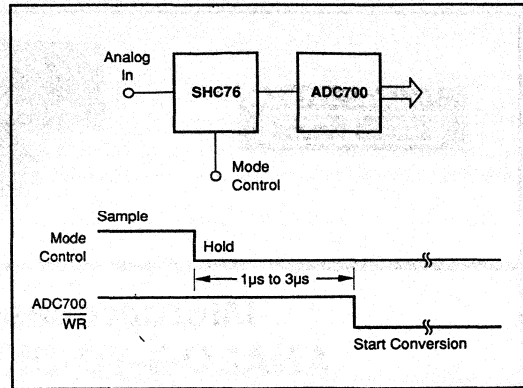 Analog
In
SHC76
ADC700
Mode
Control
Sample
Mode
Control
Hold
1µs to 3µs
ADC700
WR
Start Conversion